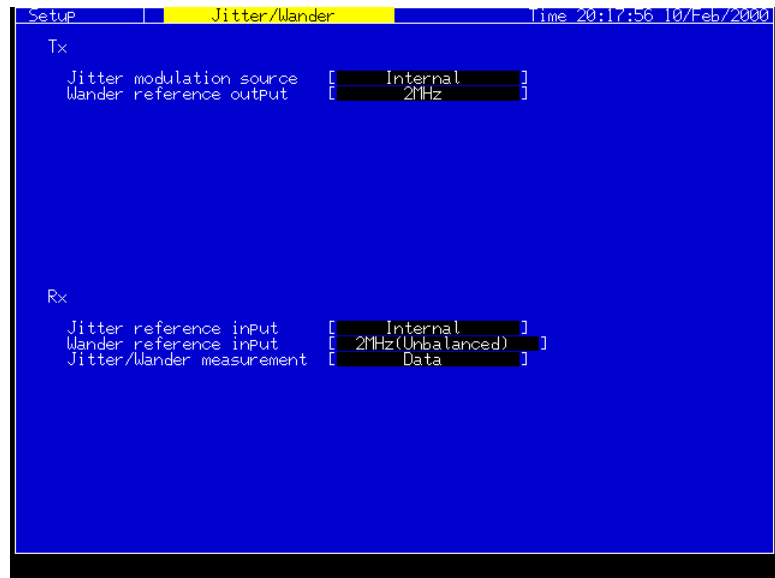 Setup Jitter/Wander Time 20:17:56 10/Feb/2000
Tx
Jitter modulation source [ Internal ]
Wander reference output [ 2MHz ]
Rx
Jitter reference input [ Internal ]
Wander reference input [ 2MHz(Unbalanced) ]
Jitter/Wander measurement [ Data ]